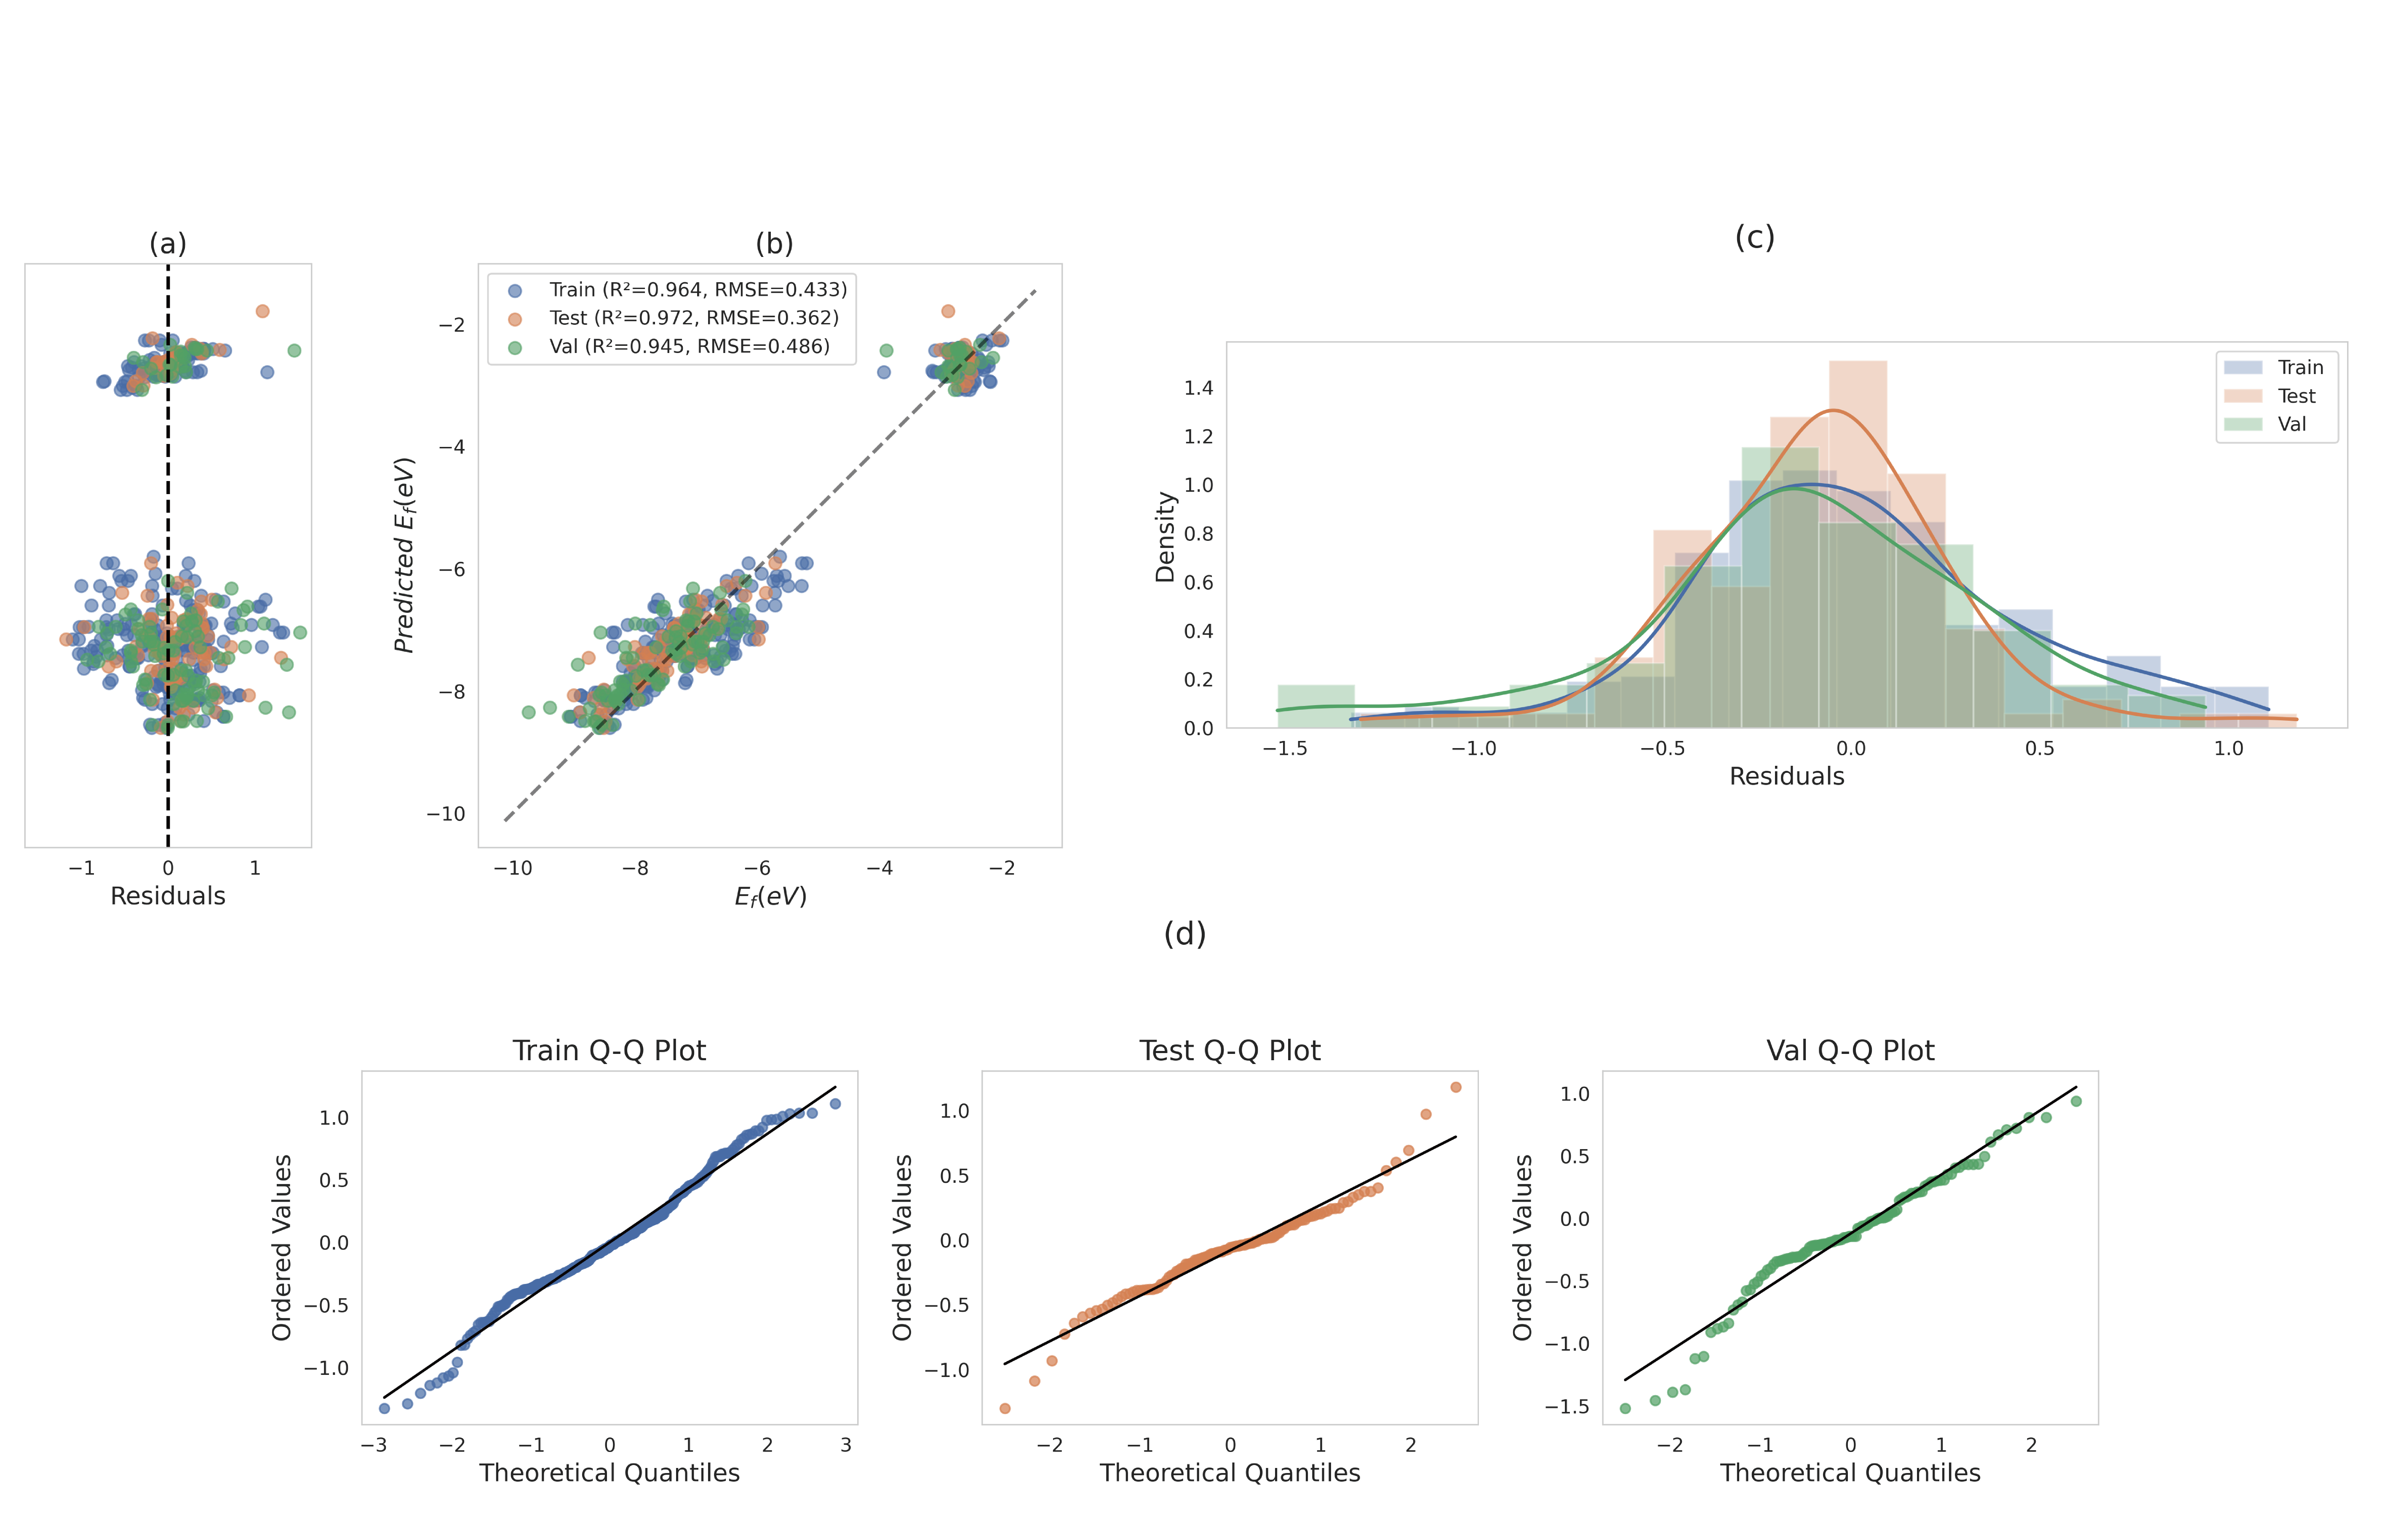 (a)
−1
0
1
Residuals
(b)
Train (R²=0.964, RMSE=0.433)
Test (R²=0.972, RMSE=0.362)
Val (R²=0.945, RMSE=0.486)
−2
−4
−6
−8
−10
Predicted E_f(eV)
−10
−8
−6
−4
−2
E_f(eV)
(c)
Train
Test
Val
1.4
1.2
1.0
0.8
0.6
0.4
0.2
0.0
Density
−1.5
−1.0
−0.5
0.0
0.5
1.0
Residuals
(d)
Train Q-Q Plot
1.0
0.5
0.0
−0.5
−1.0
Ordered Values
−3
−2
−1
0
1
2
3
Theoretical Quantiles
Test Q-Q Plot
1.0
0.5
0.0
−0.5
−1.0
Ordered Values
−2
−1
0
1
2
Theoretical Quantiles
Val Q-Q Plot
1.0
0.5
0.0
−0.5
−1.0
−1.5
Ordered Values
−2
−1
0
1
2
Theoretical Quantiles